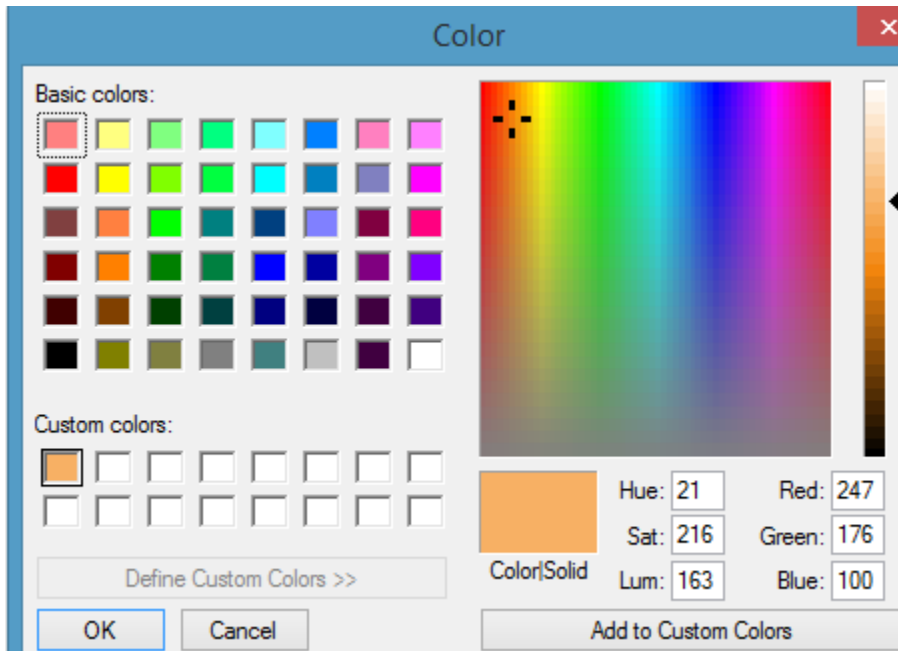 Color
Basic colors:
Custom colors:
Define Custom Colors >>
OK Cancel
Color|Solid
Hue: 21 Red: 247
Sat: 216 Green: 176
Lum: 163 Blue: 100
Add to Custom Colors